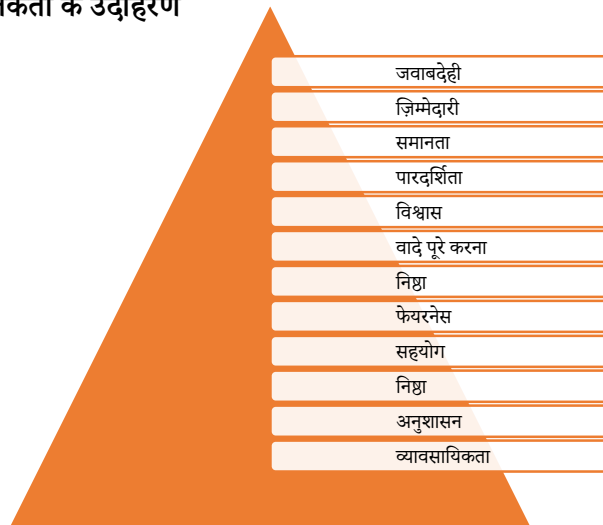 के उदाहरण
जवाबदेही
ज़िम्मेदारी
समानता
पारदर्शिता
विश्वास
वादे पूरे करना
निष्ठा
फेयरनेस
सहयोग
निष्ठा
अनुशासन
व्यावसायिकता